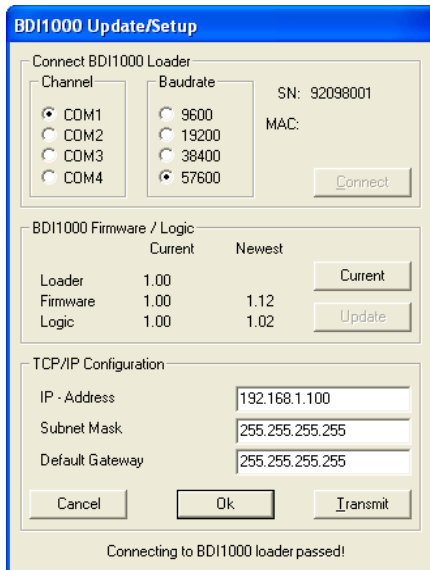 BDI1000 Update/Setup
Connect BDI1000 Loader
Channel
COM1
COM2
COM3
COM4
Baudrate
9600
19200
38400
57600
SN: 92098001
MAC:
Connect
BDI1000 Firmware / Logic
Current Newest
Loader 1.00
Firmware 1.00 1.12
Logic 1.00 1.02
Current
Update
TCP/IP Configuration
IP - Address 192.168.1.100
Subnet Mask 255.255.255.255
Default Gateway 255.255.255.255
Cancel Ok Transmit
Connecting to BDI1000 loader passed!